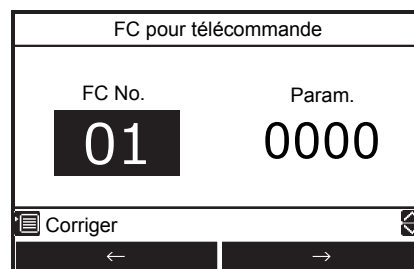 FC pour télécommande
FC No. Param.
01 0000
Corriger
← →